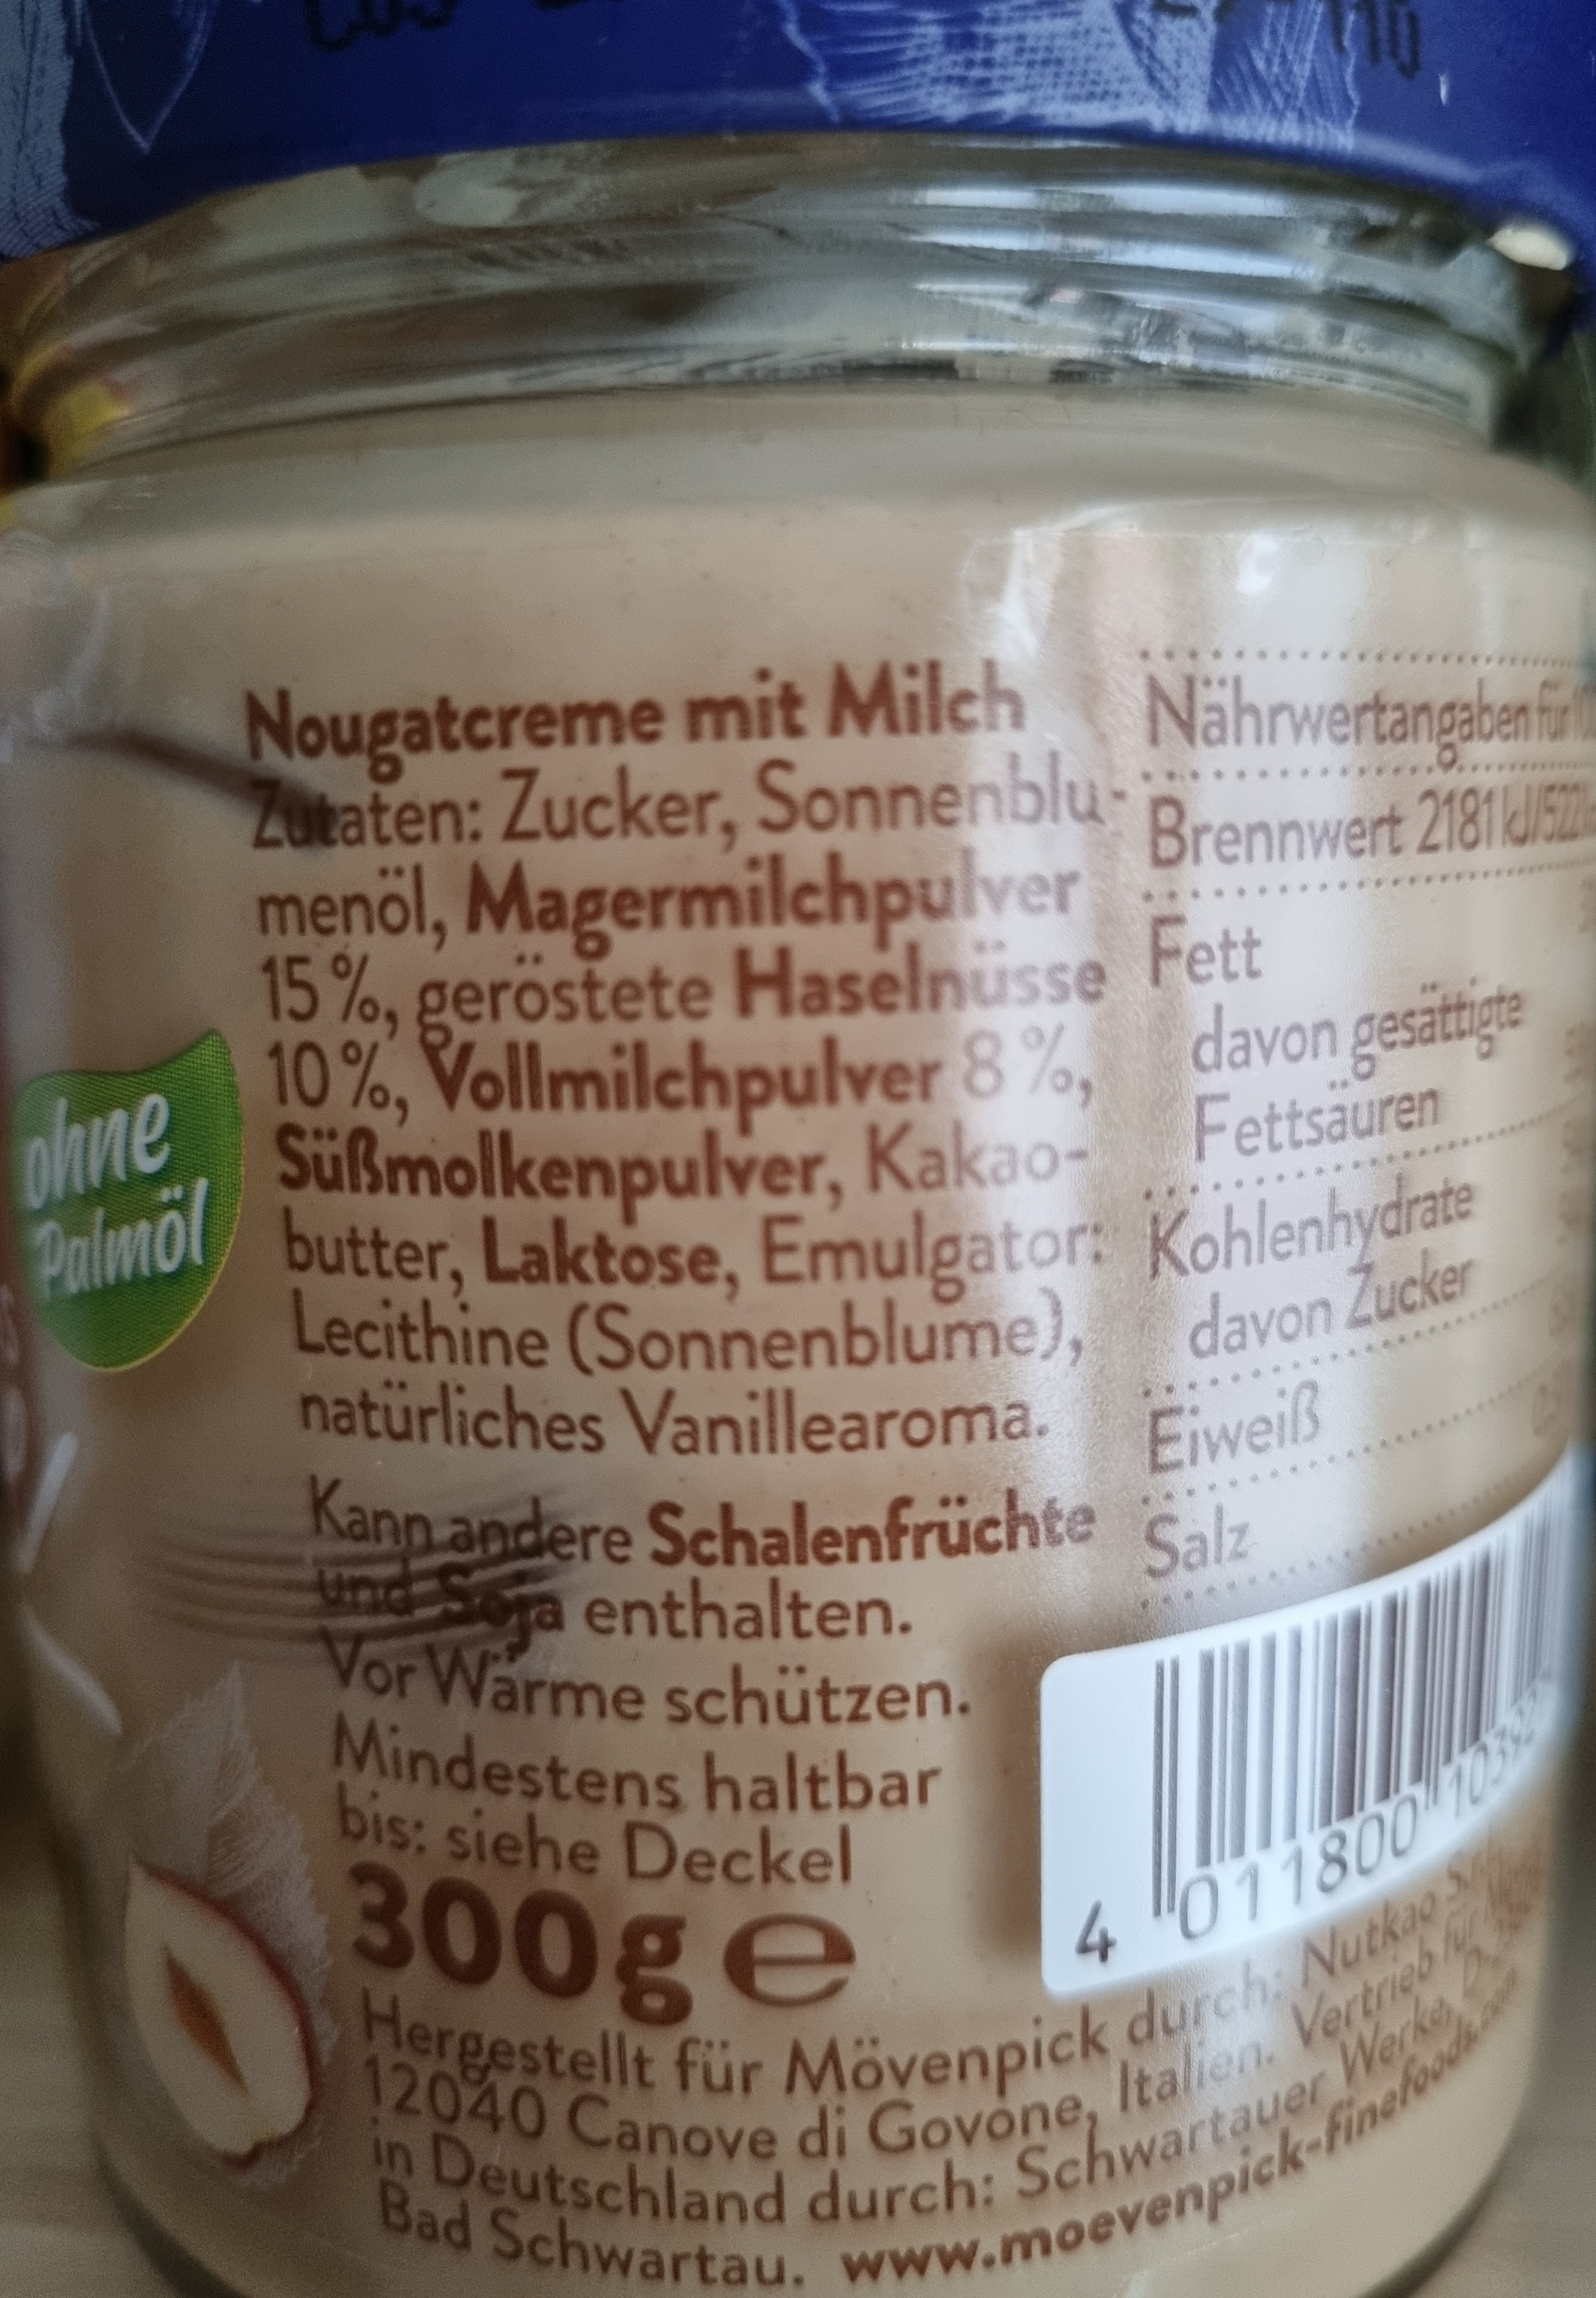 Nougatcreme mit Milch
Zutaten: Zucker, Sonnenblu-
menöl, Magermilchpulver
15 %, geröstete Haselnüsse
10 %, Vollmilchpulver 8 %,
Süßmolkenpulver, Kakao-
butter, Laktose, Emulgator:
Lecithine (Sonnenblume),
natürliches Vanillearoma.
Kann andere Schalenfrüchte
und Soja enthalten.
Vor Wärme schützen.
Mindestens haltbar
bis: siehe Deckel
300g e
Hergestellt für Mövenpick durch: Nutkao
12040 Canove di Govone, Italien. Vertrieb für
in Deutschland durch: Schwartauer Werke,
Bad Schwartau. www.moevenpick-finefoods.com
ohne
Palmöl
Nährwertangaben für
Brennwert 2181 kJ/522
Fett
davon gesättigte
Fettsäuren
Kohlenhydrate
davon Zucker
Eiweiß
Salz
4 011800 10392